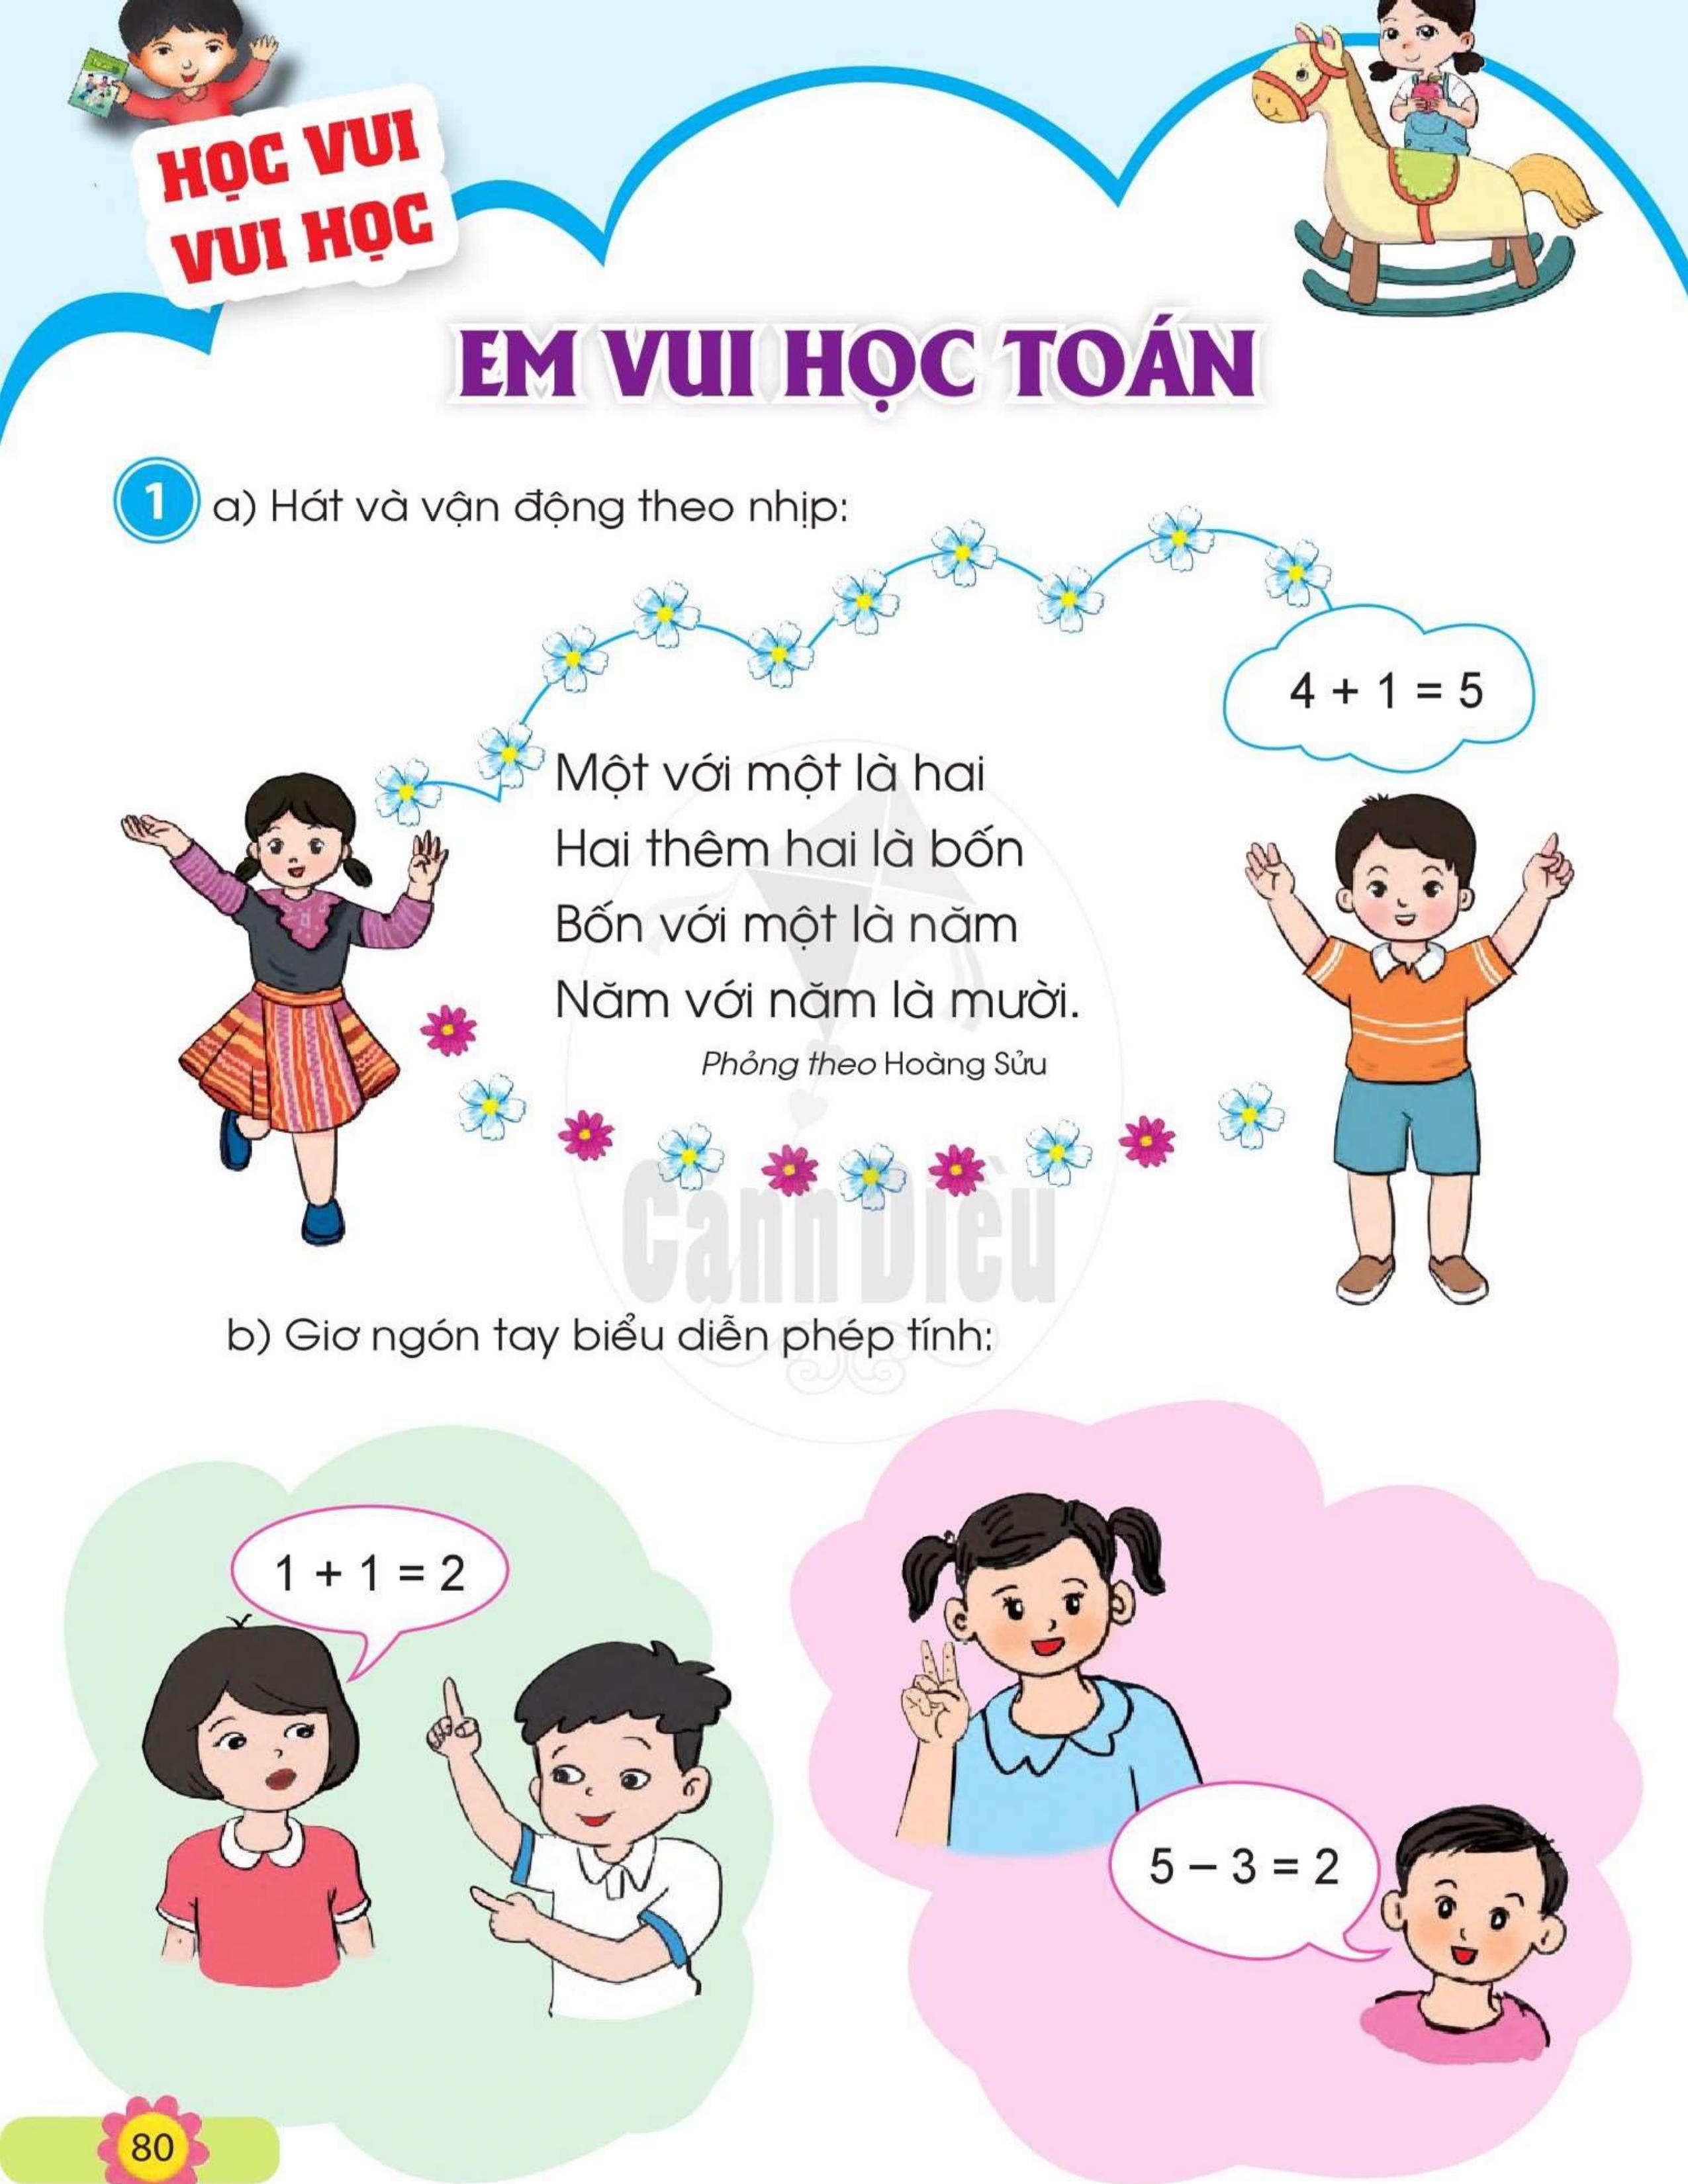 HỌC VUI
VUI HỌC
EM VUI HỌC TOÁN
1 a) Hát và vận động theo nhịp:
4 + 1 = 5
Một với một là hai
Hai thêm hai là bốn
Bốn với một là năm
Năm với năm là mười.
Phỏng theo Hoàng Sửu
Cánh Diều
b) Giơ ngón tay biểu diễn phép tính:
1 + 1 = 2
5 – 3 = 2
80